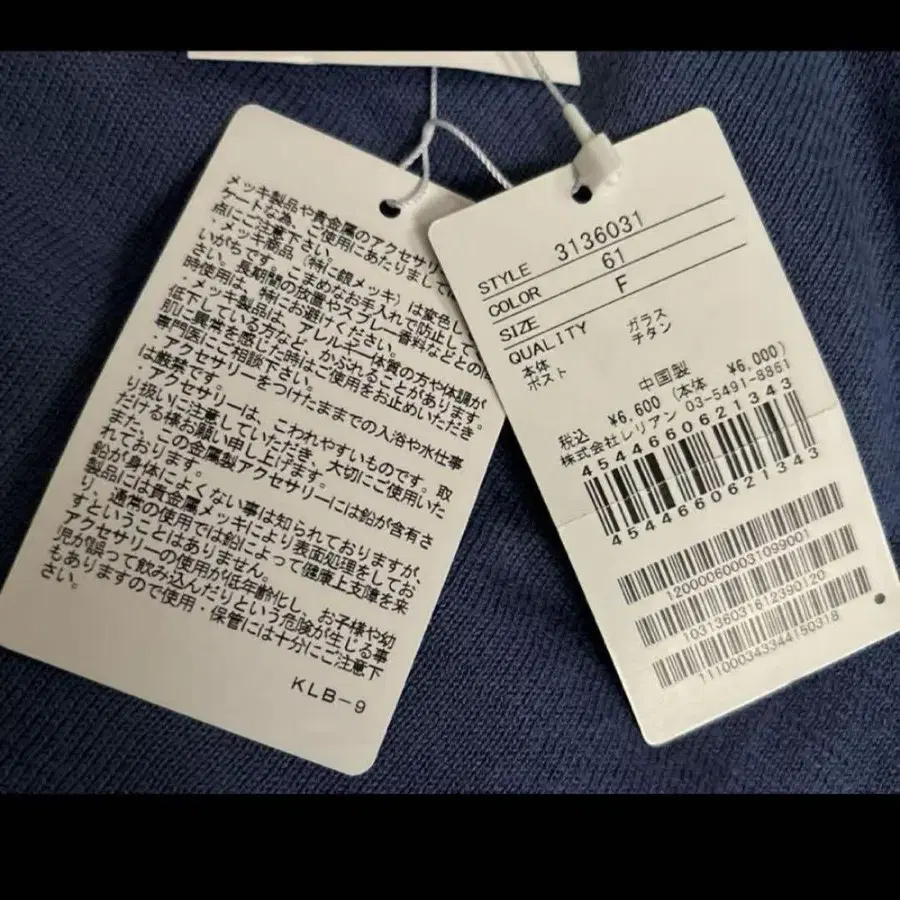 メッキ製品や貴金属のアクセサリ
ケートな為、ご使用にあたりまして
点にご注意下さい。
・メッキ商品（特に銀メッキ）は変色し
いがちです。こまめなお手入れで防止して
さい。長期間の放置やスプレー香料などとの
時使用は、特にお避けください。
・メッキ製品は、アレルギー体質の方や体調が
低下している方など、かぶれることがあります。
肌に異常を感じた時はご使用をお止めいただき
専門医にご相談下さい。
・アクセサリーをつけたままでの入浴や水仕事
は厳禁です。
・アクセサリーは、こわれやすいものです。取
り扱いに注意していただき、大切にご使用いた
だける様お願い申し上げます。
また、この金属製アクセサリーには鉛が含有さ
れております。
鉛が身体によくない事は知られておりますが、
製品には貴金属メッキにより表面処理をしてお
り、通常の使用では鉛によって健康上支障を来
すということはありません。
アクセサリーの使用が低年齢化し、お子様や幼
児が誤って飲み込んだりという危険が生じる事
もありますので使用・保管には十分にご注意下
さい。
KLB-9
STYLE 3136031
COLOR 61
SIZE F
QUALITY
本体 ガラス
ポスト チタン
中国製
税込 ¥6,600 (本体 ¥6,000)
株式会社レリアン 03-5491-8861
4544660621343
4544660621343
120000600031099001
103136031612390120
111000343344150318